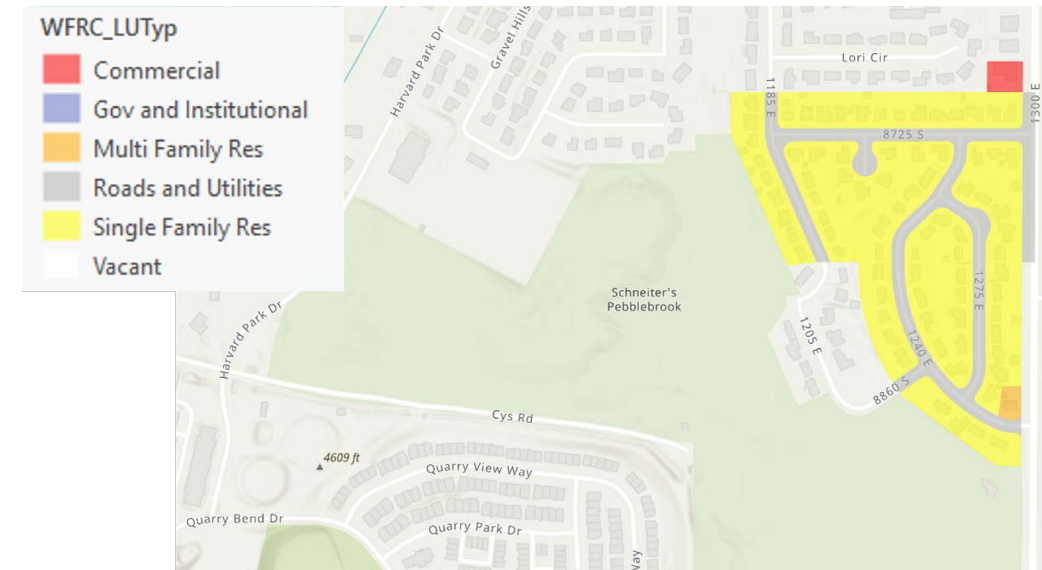 WFRC_LUTyp
Commercial
Gov and Institutional
Multi Family Res
Roads and Utilities
Single Family Res
Vacant
Harvard Park Dr
Gravel Hills
Lori Cir
1185 E
1300 E
8725 S
Schneiter's
Pebblebrook
1275 E
Harvard Park Dr
1205 E
1240 E
8860 S
Cys Rd
4609 ft
Quarry View Way
Quarry Bend Dr
Quarry Park Dr
Way